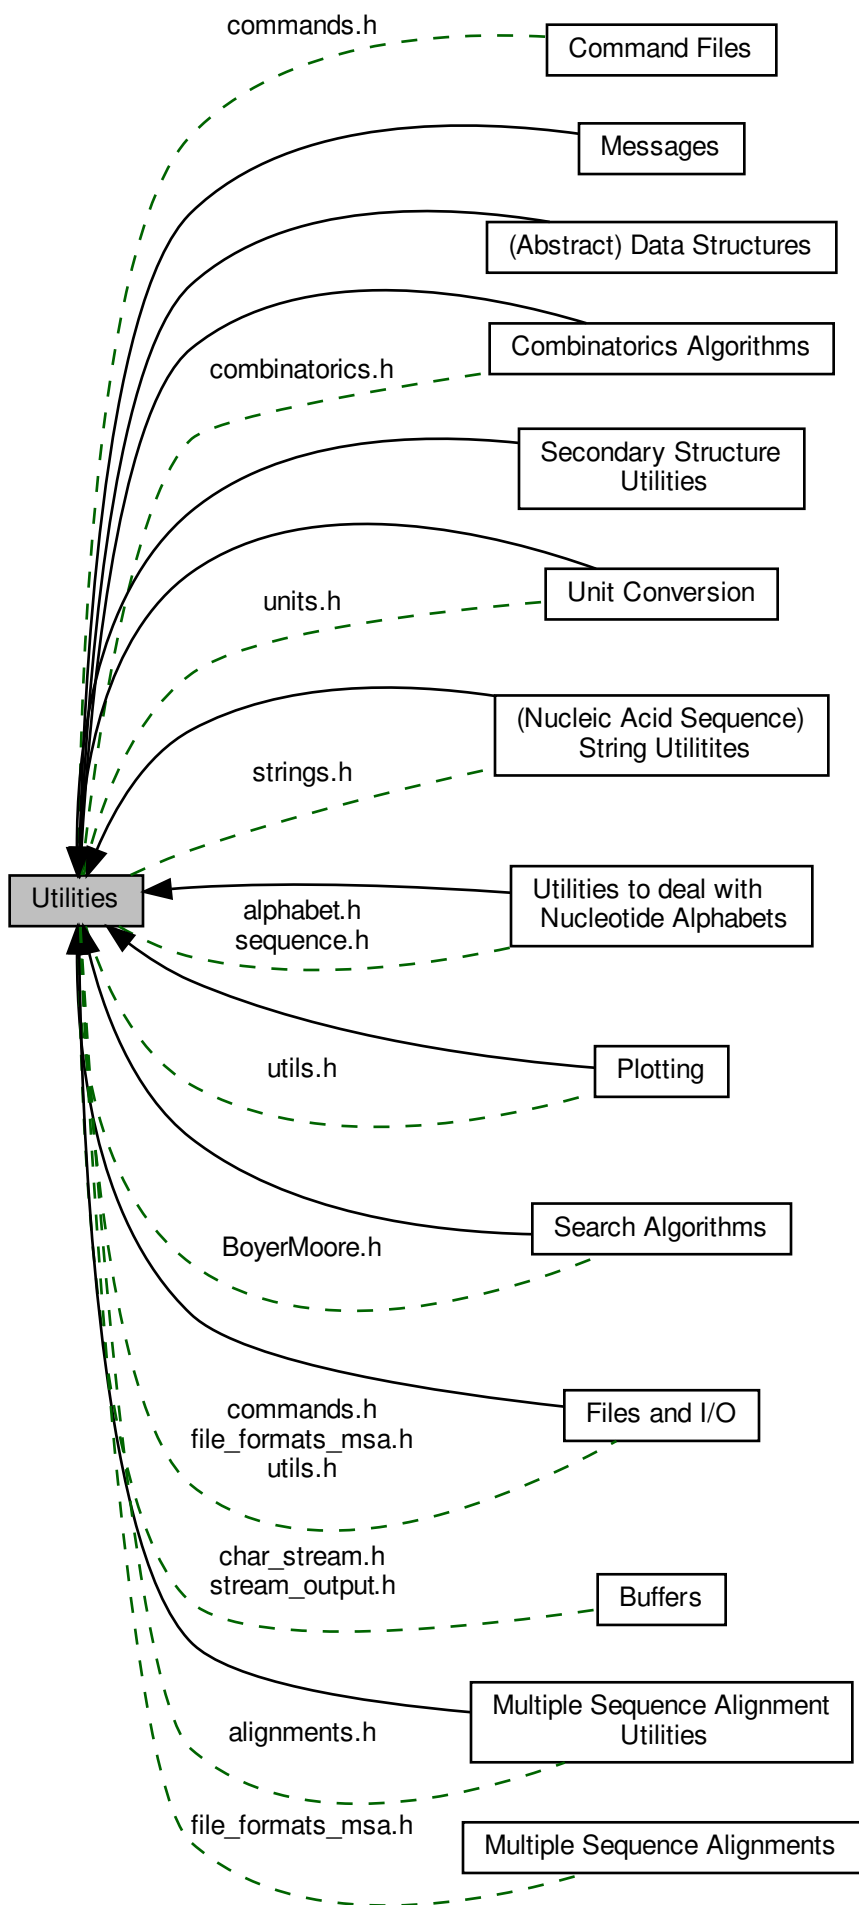 commands.h
Command Files
Messages
(Abstract) Data Structures
Combinatorics Algorithms
combinatorics.h
Secondary Structure
Utilities
Unit Conversion
units.h
(Nucleic Acid Sequence)
String Utilitites
strings.h
Utilities
Utilities to deal with
Nucleotide Alphabets
alphabet.h
sequence.h
utils.h
Plotting
Search Algorithms
BoyerMoore.h
Files and I/O
commands.h
file_formats_msa.h
utils.h
char_stream.h
stream_output.h
Buffers
Multiple Sequence Alignment
Utilities
alignments.h
file_formats_msa.h
Multiple Sequence Alignments